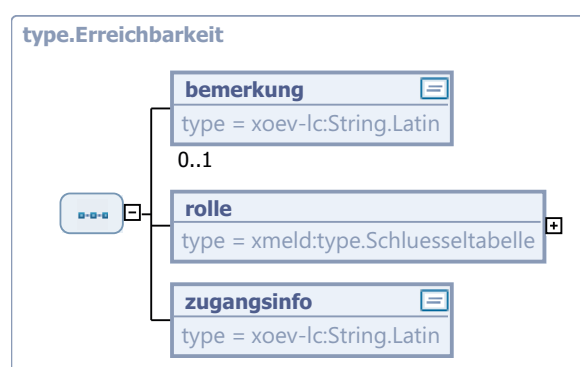 type.Erreichbarkeit
bemerkung
type = xoev-lc:String.Latin
0..1
rolle
type = xmeld:type.Schluesseltabelle
zugangsinfo
type = xoev-lc:String.Latin